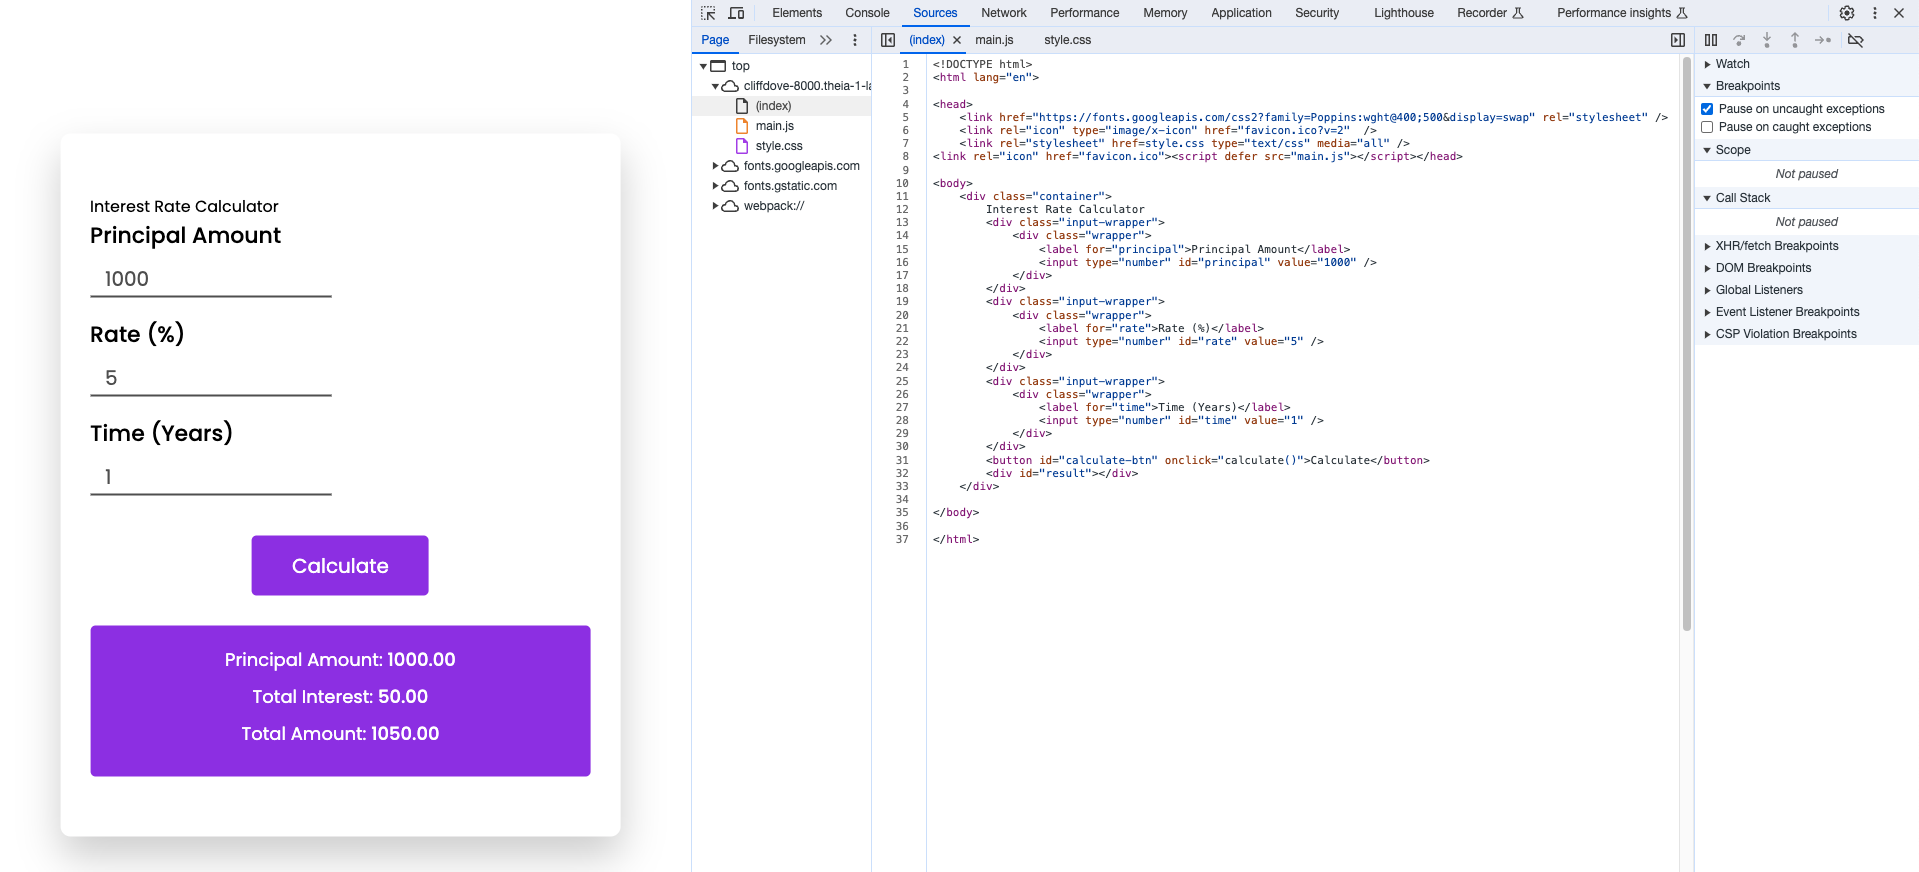 Interest Rate Calculator
Principal Amount
1000
Rate (%)
5
Time (Years)
1
Calculate
Principal Amount: 1000.00
Total Interest: 50.00
Total Amount: 1050.00
Elements Console Sources Network Performance Memory Application Security Lighthouse Recorder Performance insights
Page Filesystem
(index) main.js style.css
top
cliffdove-8000.theia-1-la
(index)
main.js
style.css
fonts.googleapis.com
fonts.gstatic.com
webpack://
1 <!DOCTYPE html>
2 <html lang="en">
3
4 <head>
5 <link href="https://fonts.googleapis.com/css2?family=Poppins:wght@400;500&display=swap" rel="stylesheet" />
6 <link rel="icon" type="image/x-icon" href="favicon.ico?v=2"  />
7 <link rel="stylesheet" href=style.css type="text/css" media="all" />
8 <link rel="icon" href="favicon.ico"><script defer src="main.js"></script></head>
9
10 <body>
11 <div class="container">
12 Interest Rate Calculator
13 <div class="input-wrapper">
14 <div class="wrapper">
15 <label for="principal">Principal Amount</label>
16 <input type="number" id="principal" value="1000" />
17 </div>
18 </div>
19 <div class="input-wrapper">
20 <div class="wrapper">
21 <label for="rate">Rate (%)</label>
22 <input type="number" id="rate" value="5" />
23 </div>
24 </div>
25 <div class="input-wrapper">
26 <div class="wrapper">
27 <label for="time">Time (Years)</label>
28 <input type="number" id="time" value="1" />
29 </div>
30 </div>
31 <button id="calculate-btn" onclick="calculate()">Calculate</button>
32 <div id="result"></div>
33 </div>
34
35 </body>
36
37 </html>
Watch
Breakpoints
Pause on uncaught exceptions
Pause on caught exceptions
Scope
Not paused
Call Stack
Not paused
XHR/fetch Breakpoints
DOM Breakpoints
Global Listeners
Event Listener Breakpoints
CSP Violation Breakpoints